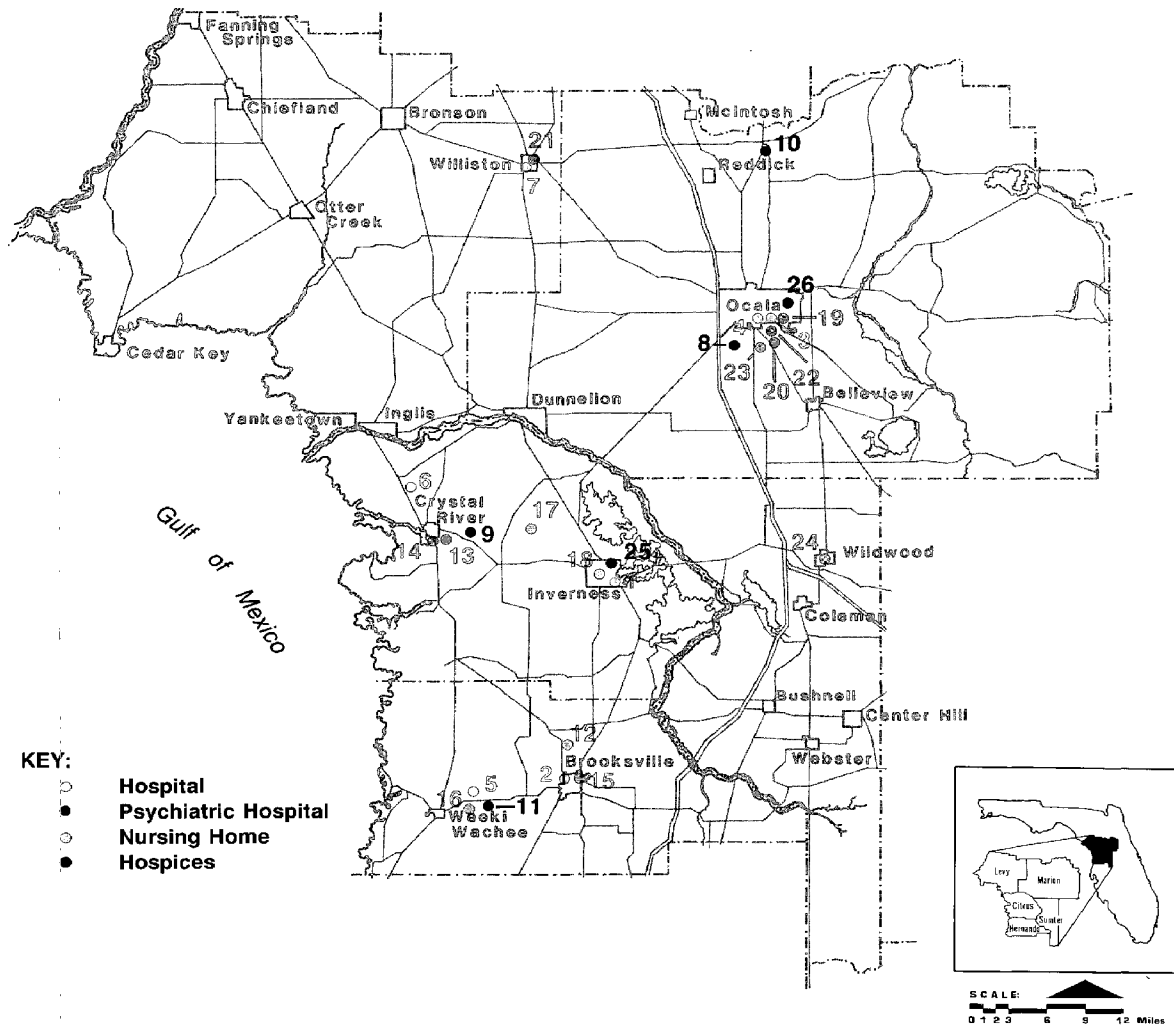 Fanning
Springs
Chiefland
Bronson
McIntosh
21
Williston
7
10
Reddick
Otter
Creek
26
Ocala
19
8
23
20
22
Belleview
Cedar Key
Yankeetown
Inglis
Dunnellon
6
Crystal
River
17
9
14
13
24
Wildwood
18
25
Inverness
Coleman
Gulf of Mexico
Bushnell
Center Hill
12
Webster
Brooksville
2
15
5
16
11
Weeki
Wachee
KEY:
Hospital
Psychiatric Hospital
Nursing Home
Hospices
Levy
Marion
Citrus
Sumter
Hernando
SCALE:
0 1 2 3 6 9 12 Miles